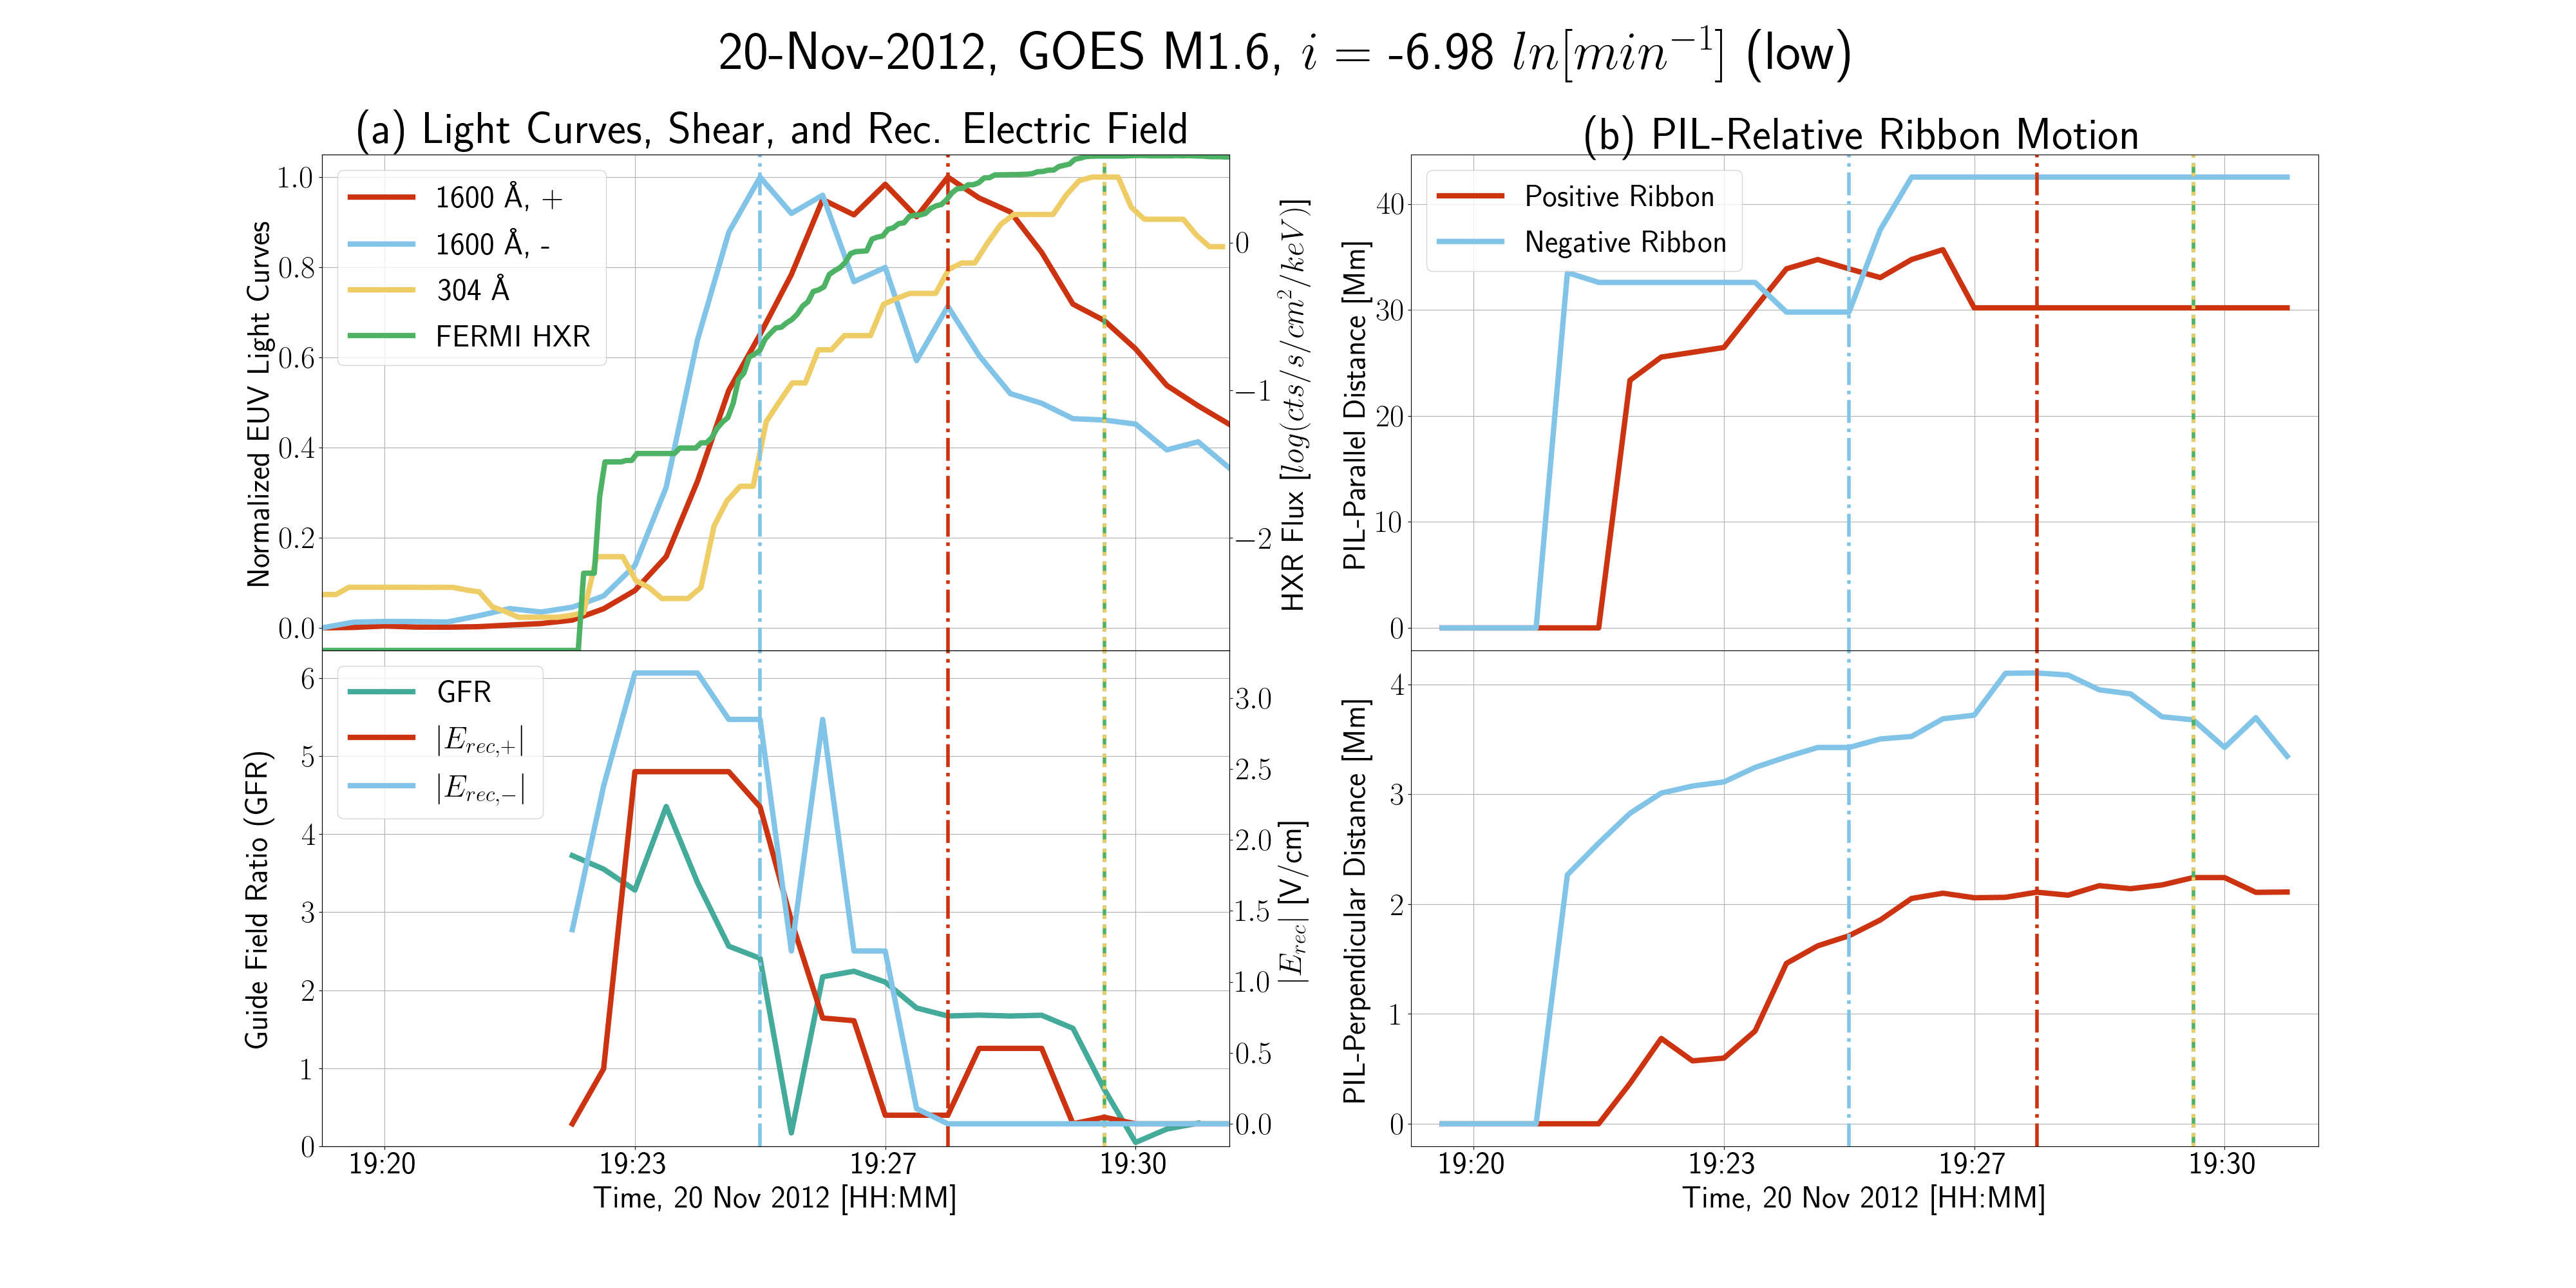 20-Nov-2012, GOES M1.6, i = -6.98 ln[min⁻¹] (low)
(a) Light Curves, Shear, and Rec. Electric Field
Normalized EUV Light Curves
1.0
0.8
0.6
0.4
0.2
0.0
1600 Å, +
1600 Å, -
304 Å
FERMI HXR
0
−1
−2
HXR Flux [log(cts/s/cm²/keV)]
Guide Field Ratio (GFR)
6
5
4
3
2
1
0
GFR
|E_rec,+|
|E_rec,−|
3.0
2.5
2.0
1.5
1.0
0.5
0.0
|E_rec| [V/cm]
19:20 19:23 19:27 19:30
Time, 20 Nov 2012 [HH:MM]
(b) PIL-Relative Ribbon Motion
PIL-Parallel Distance [Mm]
40
30
20
10
0
Positive Ribbon
Negative Ribbon
PIL-Perpendicular Distance [Mm]
4
3
2
1
0
19:20 19:23 19:27 19:30
Time, 20 Nov 2012 [HH:MM]